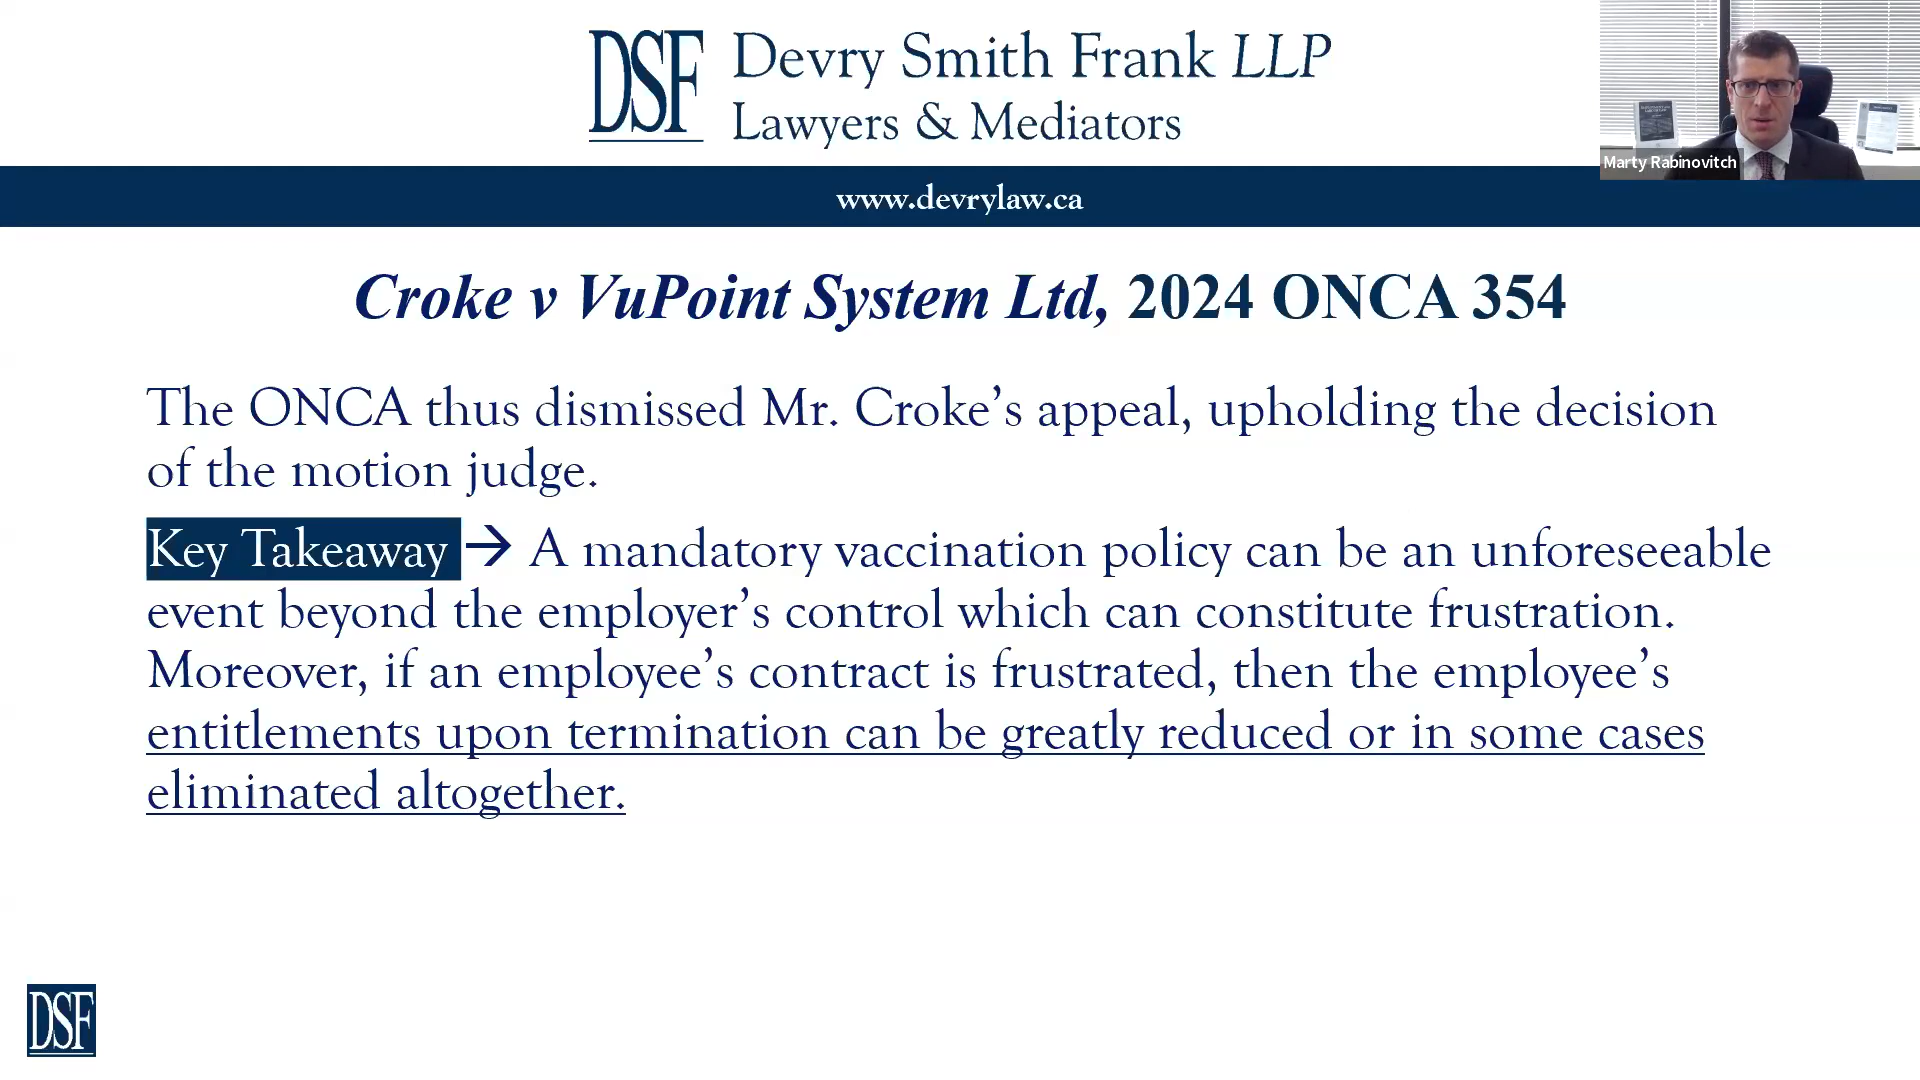 DSF Devry Smith Frank LLP
Lawyers & Mediators
Marty Rabinovitch
www.devrylaw.ca
Croke v VuPoint System Ltd, 2024 ONCA 354
The ONCA thus dismissed Mr. Croke’s appeal, upholding the decision
of the motion judge.
Key Takeaway → A mandatory vaccination policy can be an unforeseeable
event beyond the employer’s control which can constitute frustration.
Moreover, if an employee’s contract is frustrated, then the employee’s
entitlements upon termination can be greatly reduced or in some cases
eliminated altogether.
DSF